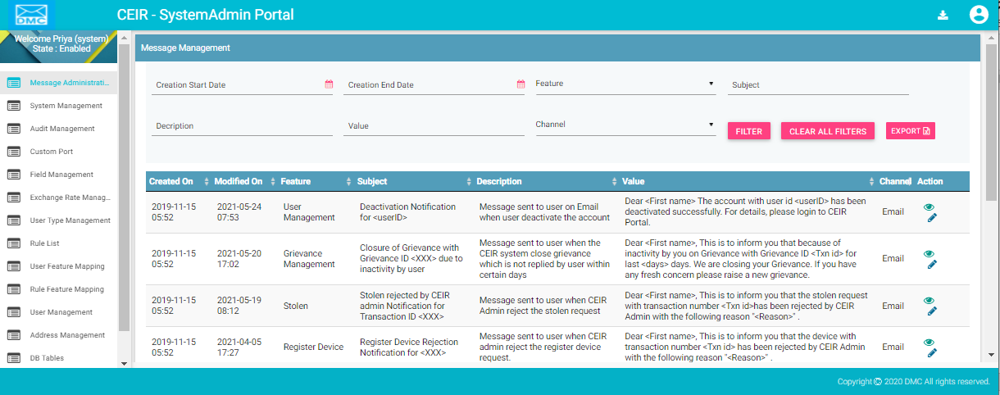 DMC
CEIR - SystemAdmin Portal
Welcome Priya (system)
State : Enabled
Message Administrati...
System Management
Audit Management
Custom Port
Field Management
Exchange Rate Manag...
User Type Management
Rule List
User Feature Mapping
Rule Feature Mapping
User Management
Address Management
DB Tables
Message Management
Creation Start Date
Creation End Date
Feature
Subject
Decription
Value
Channel
FILTER
CLEAR ALL FILTERS
EXPORT
Created On Modified On Feature Subject Description Value Channel Action
2019-11-15
05:52
2021-05-24
07:53
User
Management
Deactivation Notification
for <userID>
Message sent to user on Email
when user deactivate the account
Dear <First name> The account with user id <userID> has been
deactivated successfully. For details, please login to CEIR
Portal.
Email
2019-11-15
05:52
2021-05-20
17:02
Grievance
Management
Closure of Grievance with
Grievance ID <XXX> due to
inactivity by user
Message sent to user when the
CEIR system close grievance
which is not replied by user within
certain days
Dear <First name>, This is to inform you that because of
inactivity by you on Grievance with Grievance ID <Txn id> for
last <days> days. We are closing your Grievance. If you have
any fresh concern please raise a new grievance.
Email
2019-11-15
05:52
2021-05-19
08:12
Stolen
Stolen rejected by CEIR
admin Notification for
Transaction ID <XXX>
Message sent to user when CEIR
Admin reject the stolen request
Dear <First name>, This is to inform you that the stolen request
with transaction number <Txn id>has been rejected by CEIR
Admin with the following reason "<Reason>" .
Email
2019-11-15
05:52
2021-04-05
17:27
Register Device
Register Device Rejection
Notification for <XXX>
Message sent to user when CEIR
admin reject the register device
request.
Dear <First name>, This is to inform you that the device with
transaction number <Txn id> has been rejected by CEIR Admin
with the following reason "<Reason>" .
Email
Copyright © 2020 DMC All rights reserved.